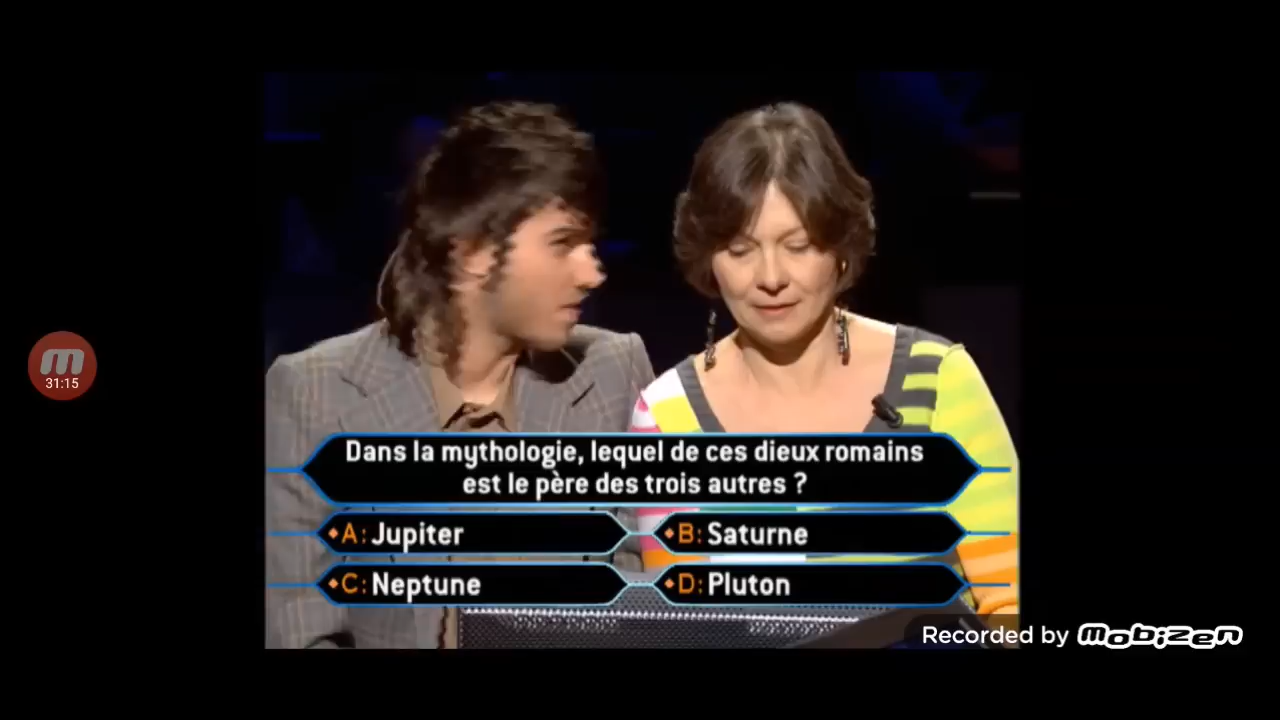 31:15
Dans la mythologie, lequel de ces dieux romains
est le père des trois autres ?
A: Jupiter
B: Saturne
C: Neptune
D: Pluton
Recorded by mobizen